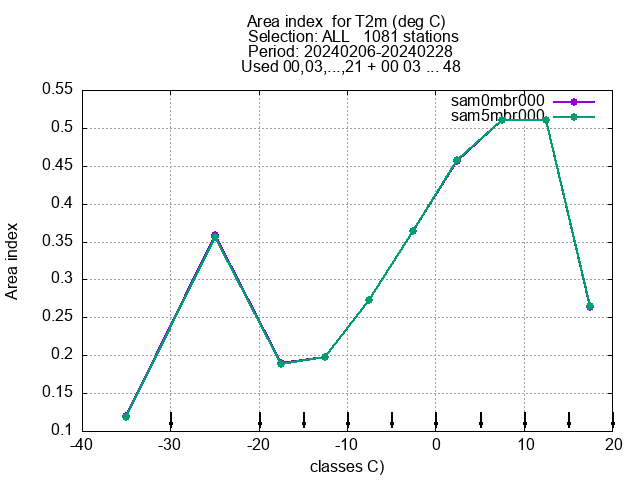 Area index  for T2m (deg C)
Selection: ALL   1081 stations
Period: 20240206-20240228
Used 00,03,...,21 + 00 03 ... 48
sam0mbr000
sam5mbr000
0.55
0.5
0.45
0.4
0.35
0.3
0.25
0.2
0.15
0.1
Area index
-40 -30 -20 -10 0 10 20
classes C)